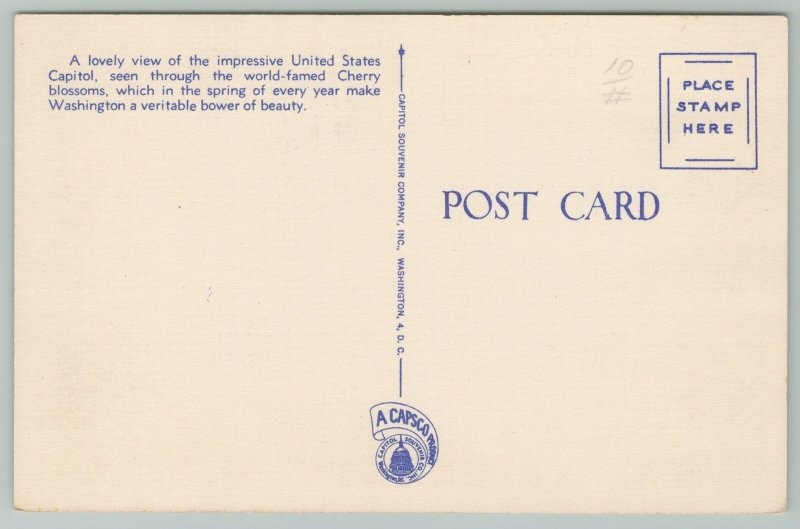 A lovely view of the impressive United States
Capitol, seen through the world-famed Cherry
blossoms, which in the spring of every year make
Washington a veritable bower of beauty.
CAPITOL SOUVENIR COMPANY, INC., WASHINGTON, 4, D. C.
10
#
PLACE
STAMP
HERE
POST CARD
A CAPSCO PRODUCT
CAPITOL SOUVENIR CO. INC.
Washington, D.C.